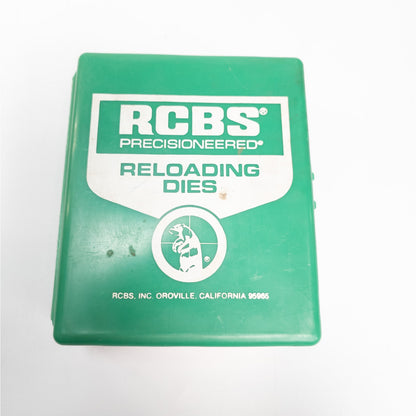 RCBS®
PRECISIONEERED®
RELOADING
DIES
®
RCBS, INC. OROVILLE, CALIFORNIA 95965